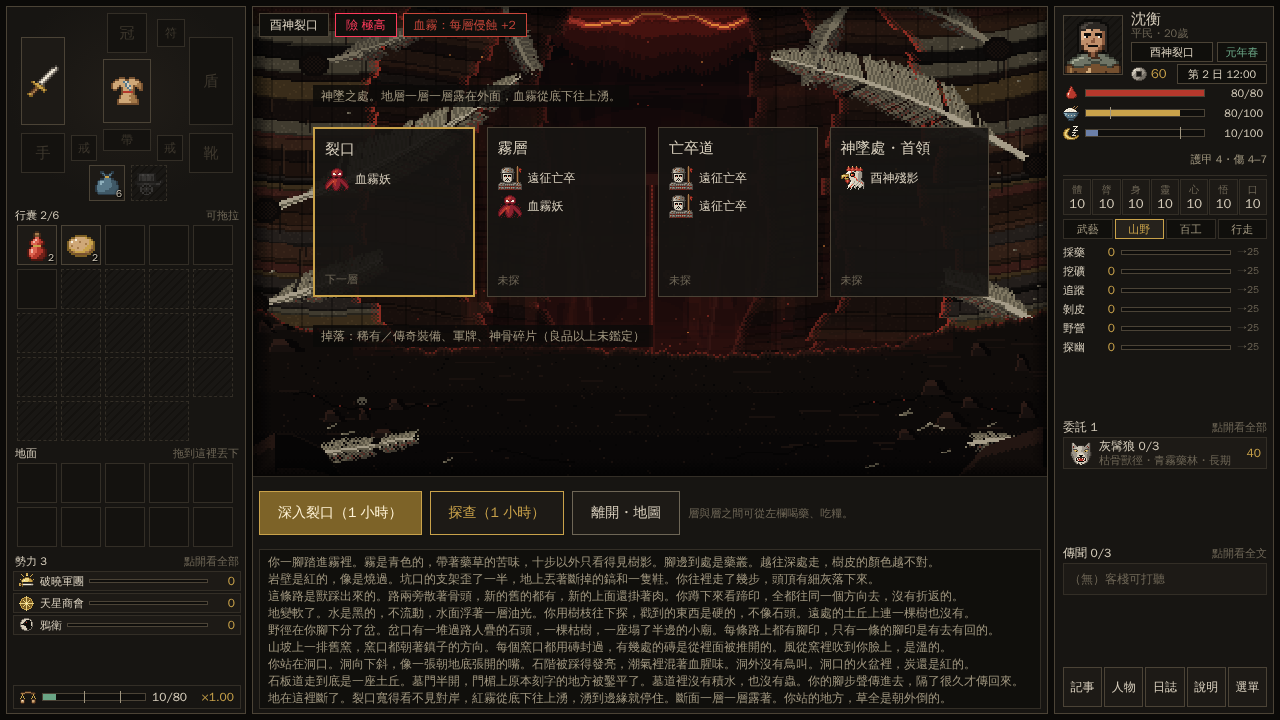 冠
符
盾
手
戒
帶
戒
靴
6
行囊 2/6
可拖拉
2
2
地面
拖到這裡丟下
勢力 3
點開看全部
破曉軍團
0
天星商會
0
鴉衛
0
10/80
×1.00
酉神裂口
險 極高
血霧：每層侵蝕 +2
神墜之處。地層一層一層露在外面，血霧從底下往上湧。
裂口
血霧妖
下一層
霧層
遠征亡卒
血霧妖
未探
亡卒道
遠征亡卒
遠征亡卒
未探
神墜處・首領
酉神殘影
未探
掉落：稀有／傳奇裝備、軍牌、神骨碎片（良品以上未鑑定）
深入裂口（1 小時）
探查（1 小時）
離開・地圖
層與層之間可從左欄喝藥、吃糧。
你一腳踏進霧裡。霧是青色的，帶著藥草的苦味，十步以外只看得見樹影。腳邊到處是藥叢。越往深處走，樹皮的顏色越不對。
岩壁是紅的，像是燒過。坑口的支架歪了一半，地上丟著斷掉的鎬和一隻鞋。你往裡走了幾步，頭頂有細灰落下來。
這條路是獸踩出來的。路兩旁散著骨頭，新的舊的都有，新的上面還掛著肉。你蹲下來看蹄印，全都往同一個方向去，沒有折返的。
地變軟了。水是黑的，不流動，水面浮著一層油光。你用樹枝往下探，戳到的東西是硬的，不像石頭。遠處的土丘上連一棵樹也沒有。
野徑在你腳下分了岔。岔口有一堆過路人疊的石頭，一棵枯樹，一座塌了半邊的小廟。每條路上都有腳印，只有一條的腳印是有去有回的。
山坡上一排舊窯，窯口都朝著鎮子的方向。每個窯口都用磚封過，有幾處的磚是從裡面被推開的。風從窯裡吹到你臉上，是溫的。
你站在洞口。洞向下斜，像一張朝地底張開的嘴。石階被踩得發亮，潮氣裡混著血腥味。洞外沒有鳥叫。洞口的火盆裡，炭還是紅的。
石板道走到底是一座土丘。墓門半開，門楣上原本刻字的地方被鑿平了。墓道裡沒有積水，也沒有蟲。你的腳步聲傳進去，隔了很久才傳回來。
地在這裡斷了。裂口寬得看不見對岸，紅霧從底下往上湧，湧到邊緣就停住。斷面一層一層露著。你站的地方，草全是朝外倒的。
沈衡
平民・20歲
酉神裂口
元年春
60
第 2 日 12:00
80/80
80/100
10/100
護甲 4・傷 4–7
體
臂
身
靈
心
悟
口
10
10
10
10
10
10
10
武藝
山野
百工
行走
採藥
0
→25
挖礦
0
→25
追蹤
0
→25
剝皮
0
→25
野營
0
→25
探幽
0
→25
委託 1
點開看全部
灰髯狼 0/3
枯骨獸徑・青霧藥林・長期
40
傳聞 0/3
點開看全文
（無）客棧可打聽
記事
人物
日誌
說明
選單